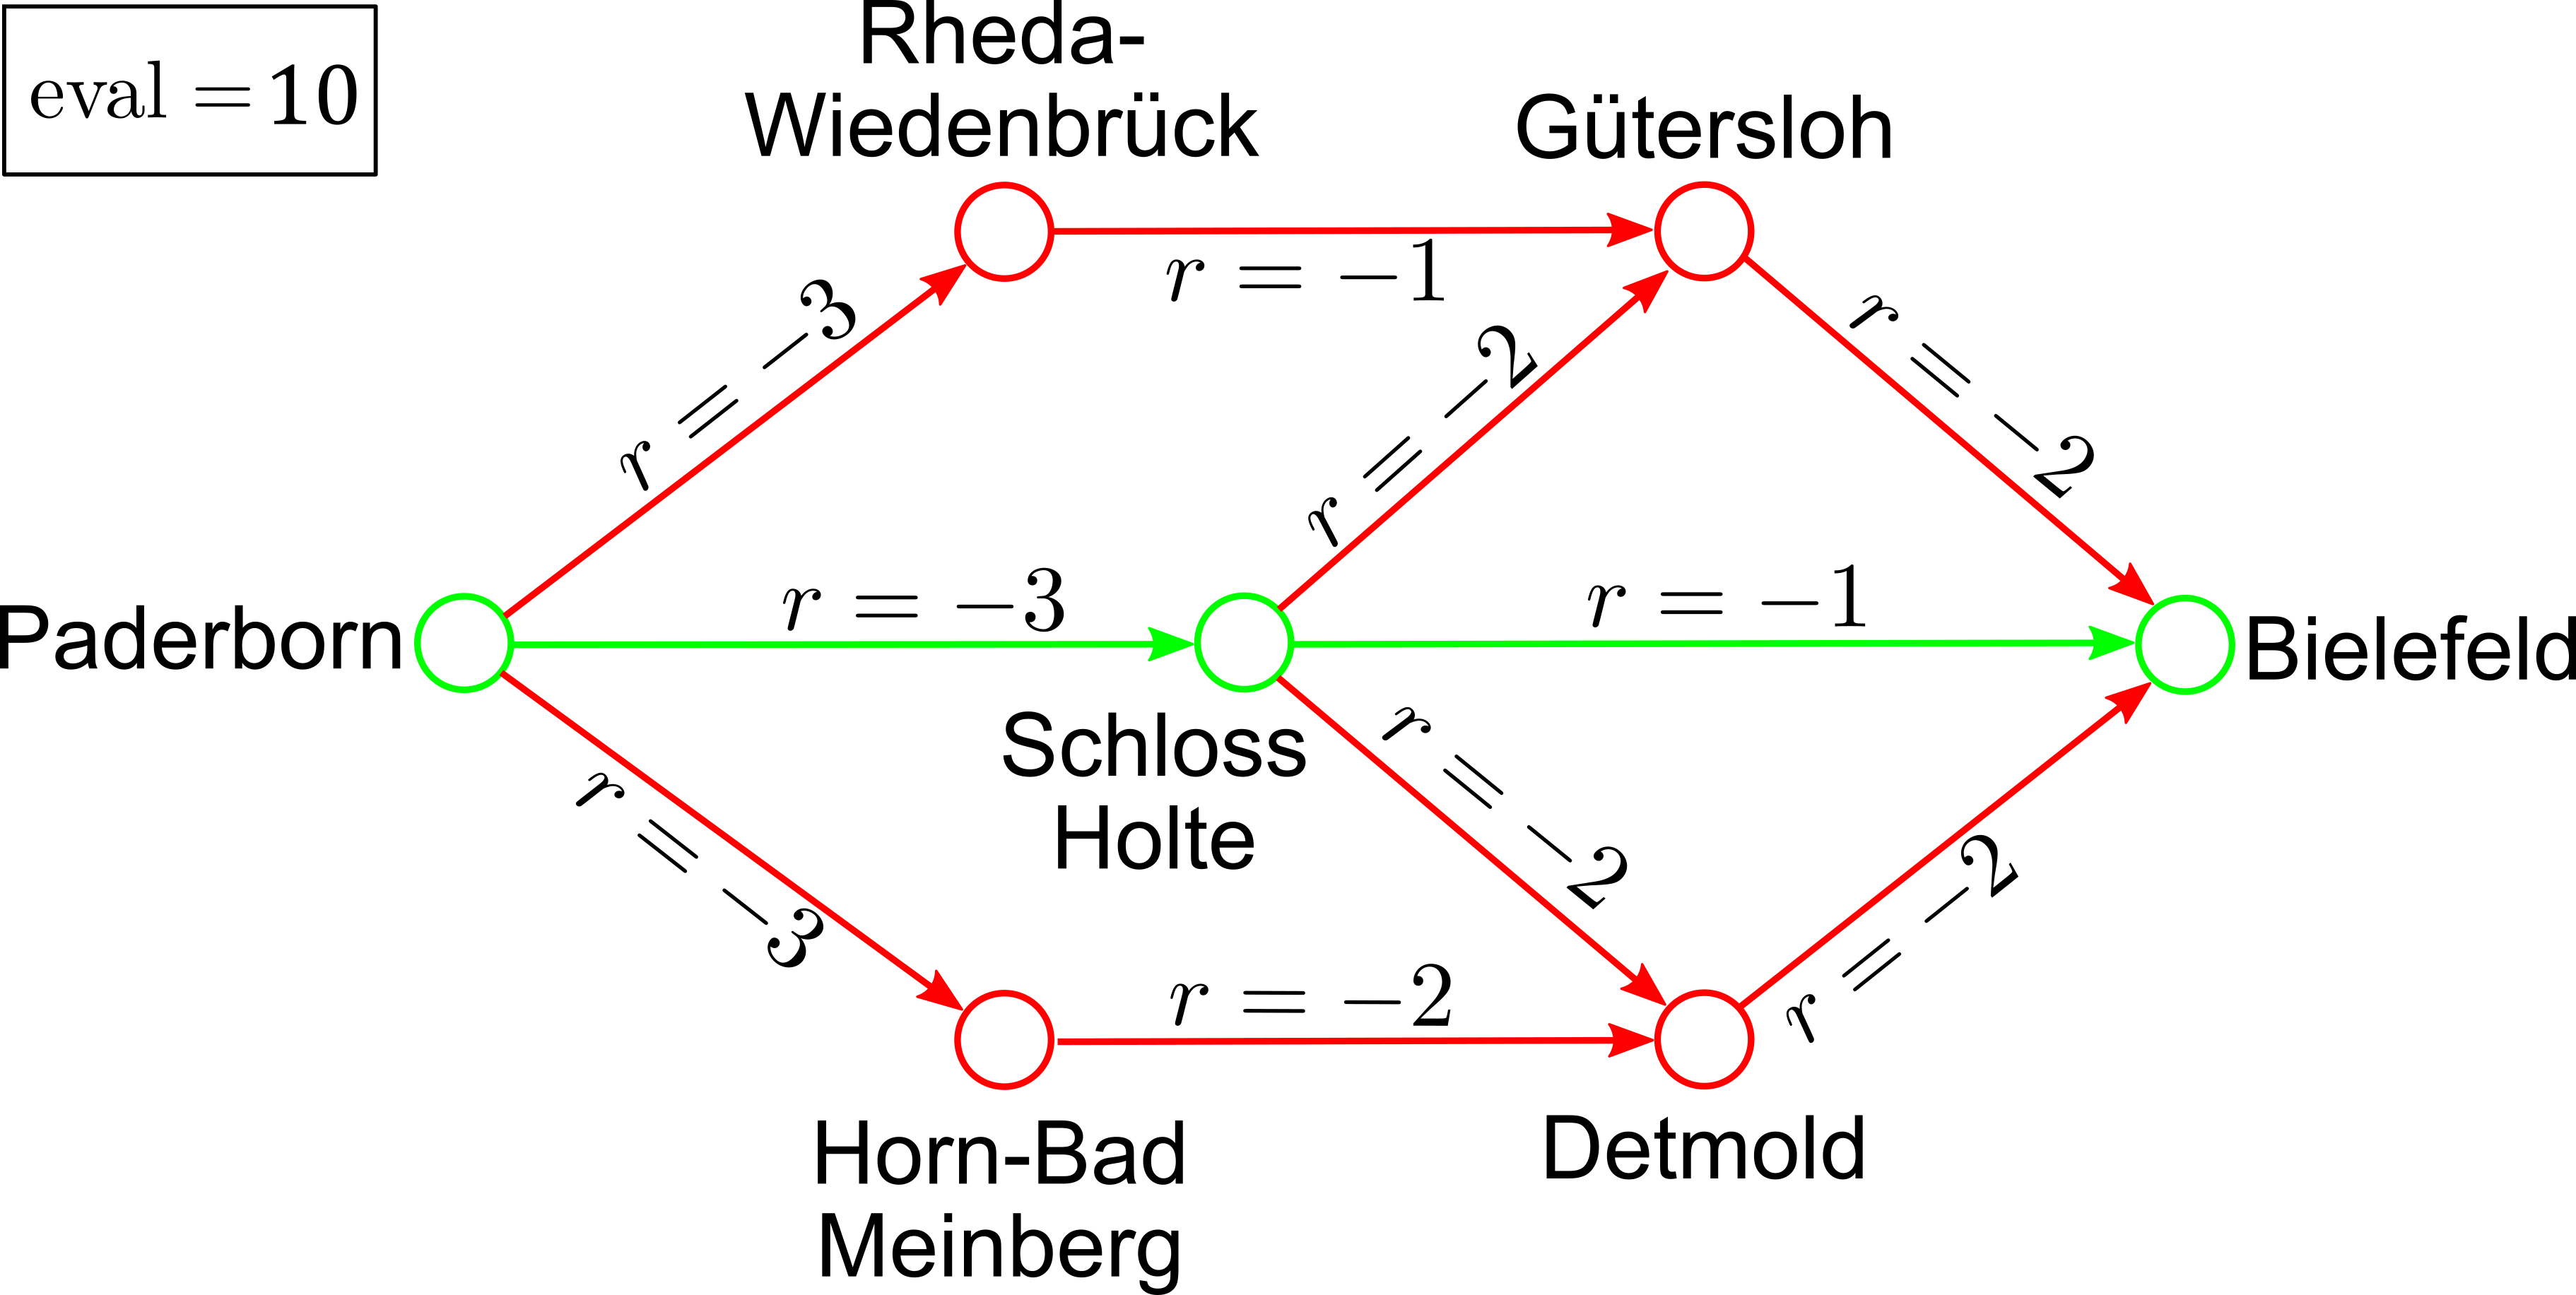 eval = 10
Rheda-
Wiedenbrück
Gütersloh
r = −1
r = −3
r = −2
r = −2
r = −3
r = −1
Paderborn
Bielefeld
Schloss
Holte
r = −3
r = −2
r = −2
r = −2
Horn-Bad
Meinberg
Detmold